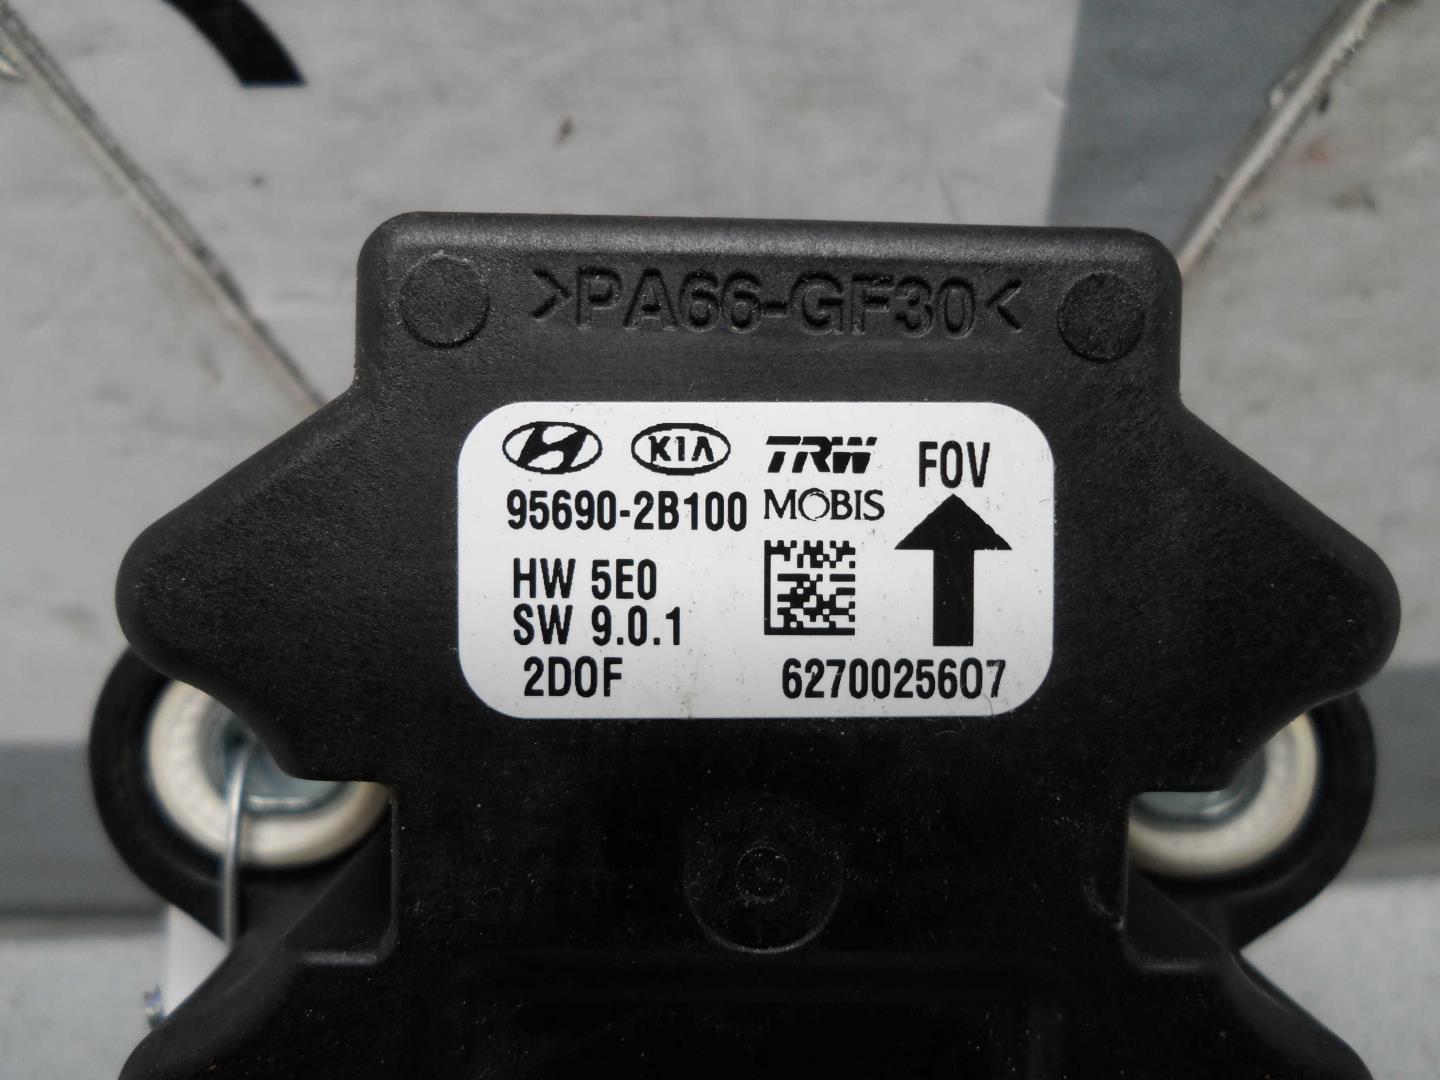 >PA66-GF30<
KIA TRW FOV
95690-2B100 MOBIS
HW 5E0
SW 9.0.1
2D0F 6270025607